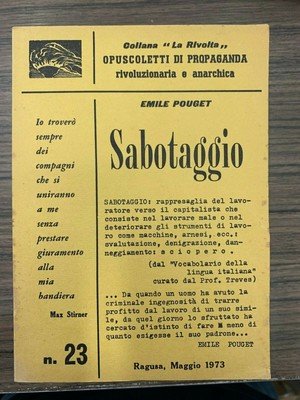 Collana "La Rivolta„
OPUSCOLETTI DI PROPAGANDA
rivoluzionaria e anarchica
EMILE POUGET
Sabotaggio
Io troverò
sempre
dei
compagni
che si
uniranno
a me
senza
prestare
giuramento
alla
mia
bandiera
Max Stirner
n. 23
SABOTAGGIO: rappresaglia del lavo-
ratore verso il capitalista che
consiste nel lavorare male o nel
deteriorare gli strumenti di lavo-
ro come macchine, arnesi, ecc.:
svalutazione, denigrazione, dan-
neggiamento: sciopero.
(dal "Vocabolario della
lingua italiana"
curato dal Prof. Treves)
... Da quando un uomo ha avuto la
criminale ingegnosità di trarre
profitto dal lavoro di un suo simi-
le, da quel giorno lo sfruttato ha
cercato d'istinto di fare meno di
quanto esigesse il suo padrone...
EMILE POUGET
Ragusa, Maggio 1973